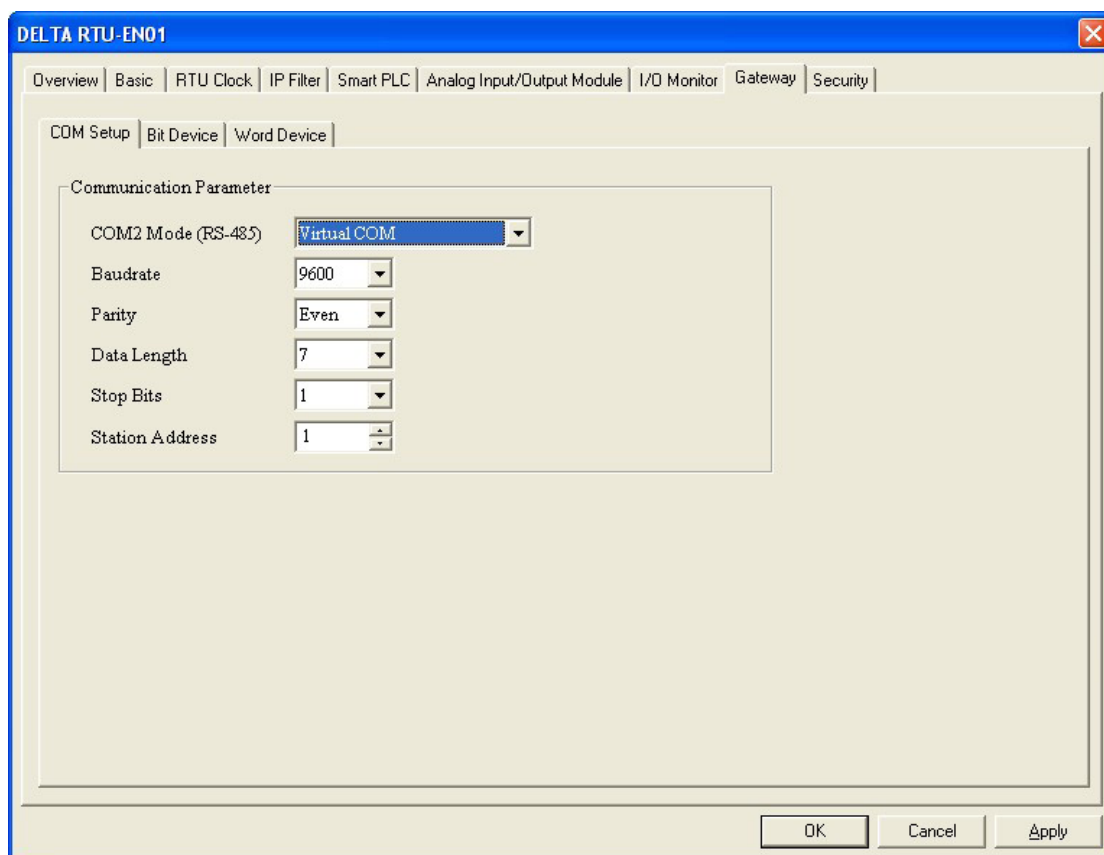 DELTA RTU-EN01
Overview Basic RTU Clock IP Filter Smart PLC Analog Input/Output Module I/O Monitor Gateway Security
COM Setup Bit Device Word Device
Communication Parameter
COM2 Mode (RS-485) Virtual COM
Baudrate 9600
Parity Even
Data Length 7
Stop Bits 1
Station Address 1
OK Cancel Apply